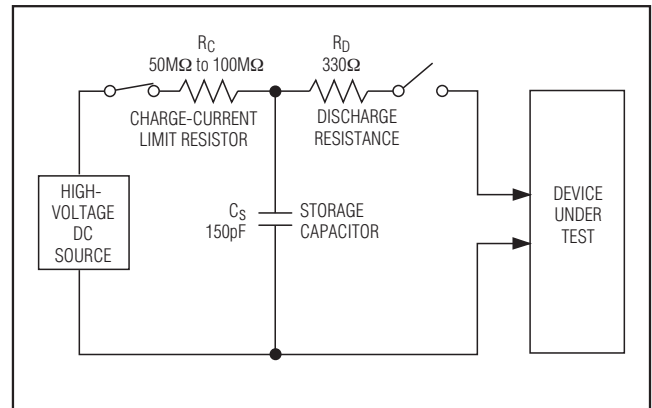 R_C
50MΩ to 100MΩ
CHARGE-CURRENT
LIMIT RESISTOR
R_D
330Ω
DISCHARGE
RESISTANCE
HIGH-
VOLTAGE
DC
SOURCE
C_S
150pF
STORAGE
CAPACITOR
DEVICE
UNDER
TEST